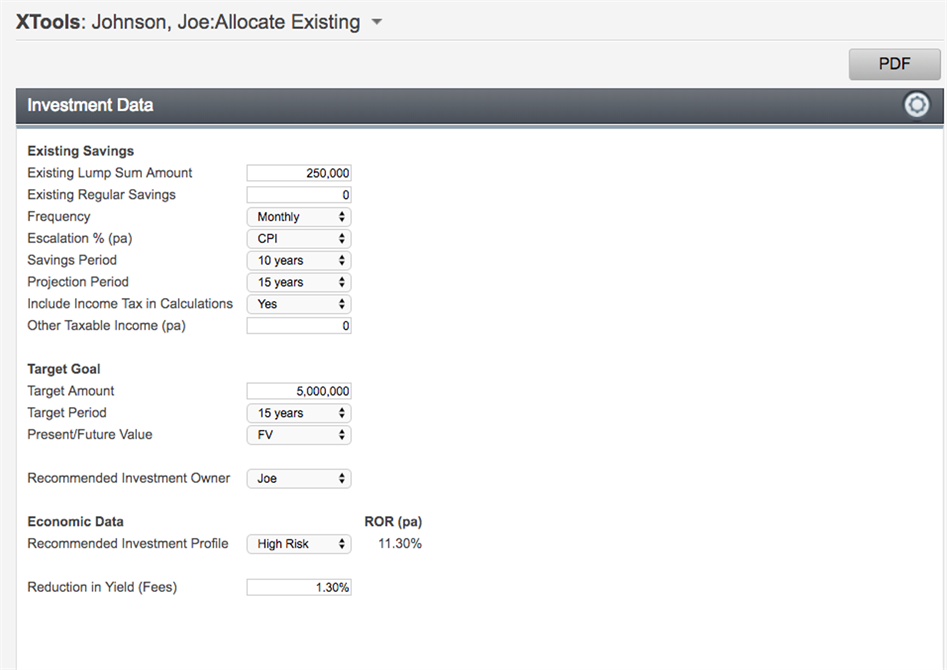 XTools: Johnson, Joe:Allocate Existing
PDF
Investment Data
Existing Savings
Existing Lump Sum Amount 250,000
Existing Regular Savings 0
Frequency Monthly
Escalation % (pa) CPI
Savings Period 10 years
Projection Period 15 years
Include Income Tax in Calculations Yes
Other Taxable Income (pa) 0
Target Goal
Target Amount 5,000,000
Target Period 15 years
Present/Future Value FV
Recommended Investment Owner Joe
Economic Data ROR (pa)
Recommended Investment Profile High Risk 11.30%
Reduction in Yield (Fees) 1.30%